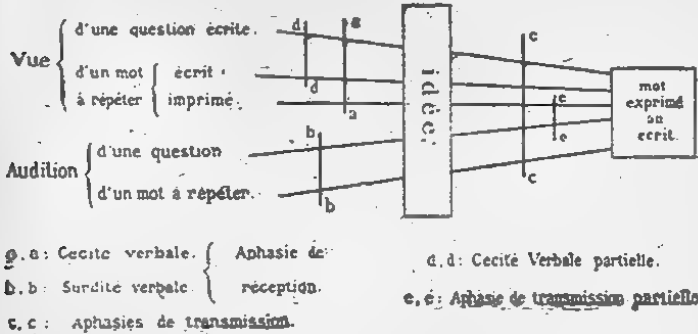 d'une question écrite.
Vue
d'un mot
écrit
à répéter
imprimé.
Audition
d'une question
d'un mot à répéter.
d
a
d
a
b
b
idée:
c
e
e
c
mot
exprimé
ou
écrit.
a.a: Cécité verbale.
b.b: Surdité verbale
Aphasie de
réception.
c.c: Aphasies de transmission.
d.d: Cecité Verbale partielle.
e.e: Aphasie de transmission partielle